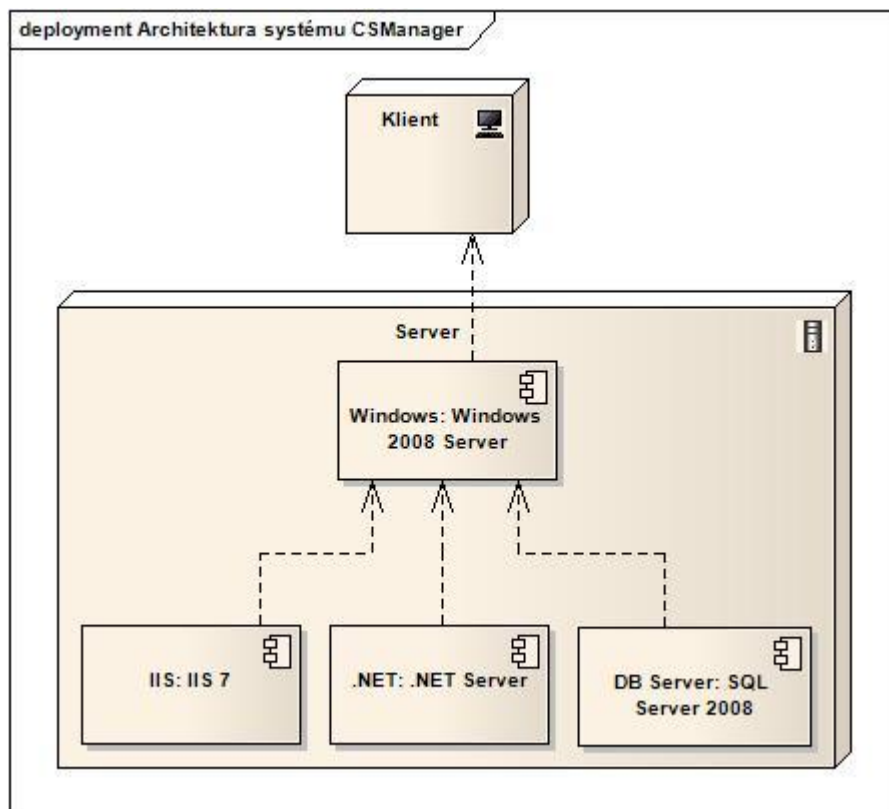 deployment Architektura systému CSManager
Klient
Server
Windows: Windows
2008 Server
IIS: IIS 7
.NET: .NET Server
DB Server: SQL
Server 2008